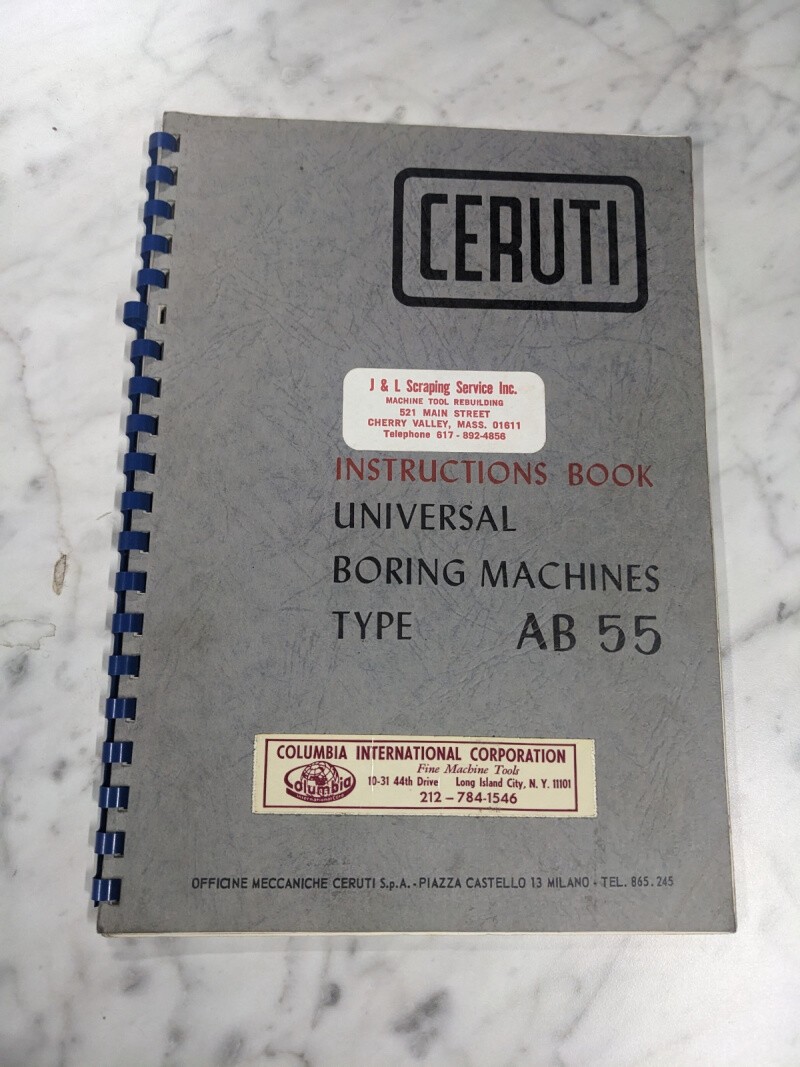 CERUTI
J & L Scraping Service Inc.
MACHINE TOOL REBUILDING
521 MAIN STREET
CHERRY VALLEY, MASS. 01611
Telephone 617 - 892-4856
INSTRUCTIONS BOOK
UNIVERSAL
BORING MACHINES
TYPE AB 55
COLUMBIA INTERNATIONAL CORPORATION
Fine Machine Tools
Columbia
10-31 44th Drive Long Island City, N. Y. 11101
212 – 784-1546
OFFICINE MECCANICHE CERUTI S.p.A. - PIAZZA CASTELLO 13 MILANO - TEL. 865.245